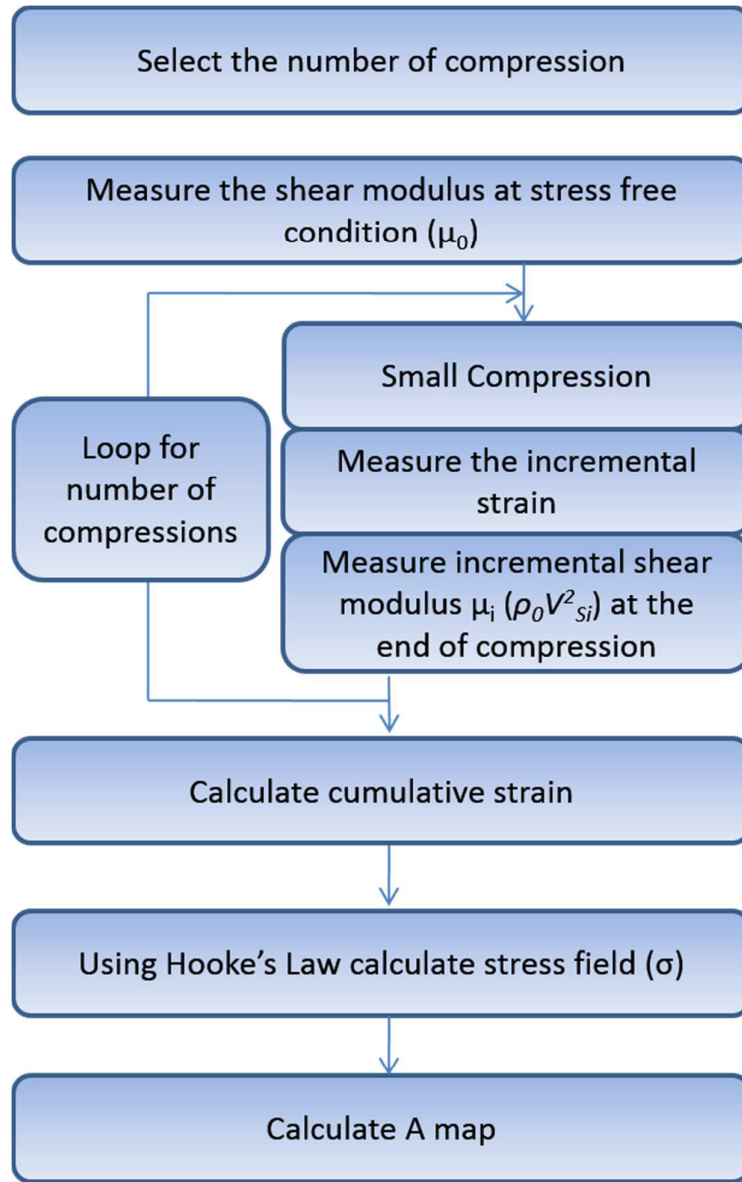 Select the number of compression
Measure the shear modulus at stress free
condition (μ₀)
Small Compression
Loop for
number of
compressions
Measure the incremental
strain
Measure incremental shear
modulus μᵢ (ρ₀V²Si) at the
end of compression
Calculate cumulative strain
Using Hooke’s Law calculate stress field (σ)
Calculate A map